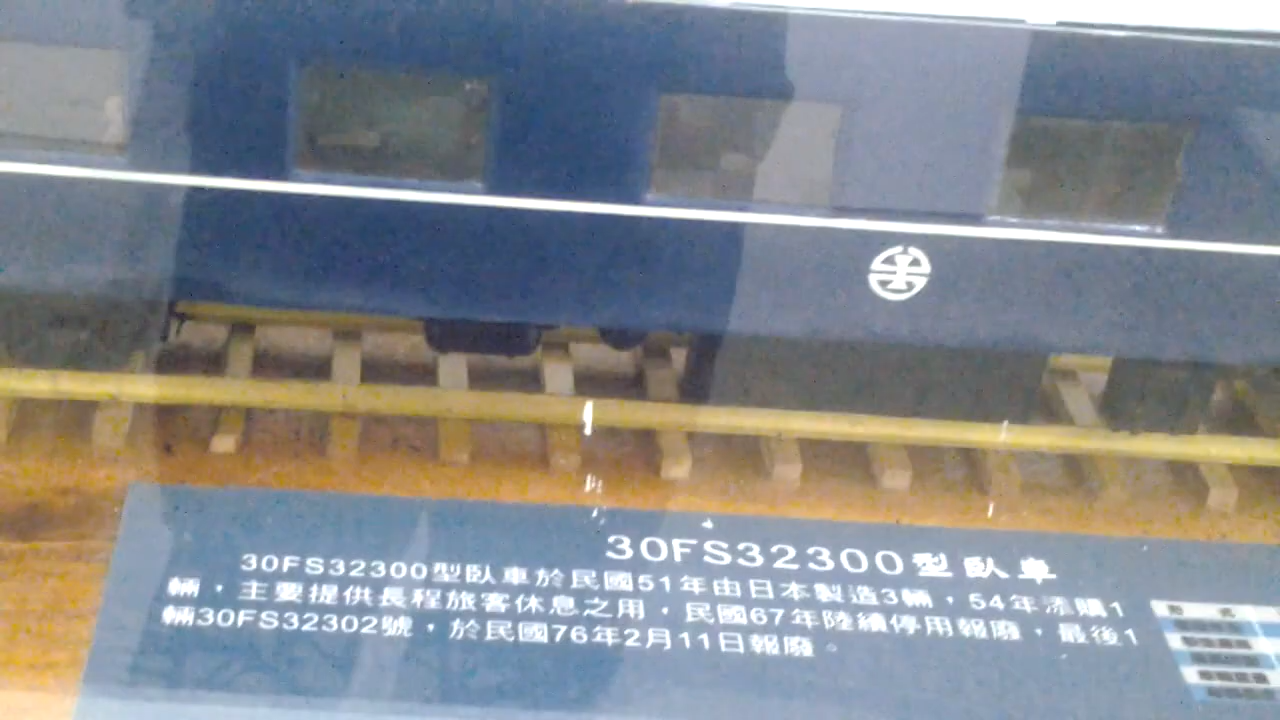 30FS32300型臥車
30FS32300型臥車於民國51年由日本製造3輛，54年添購1
輛，主要提供長程旅客休息之用，民國67年陸續停用報廢，最後1
輛30FS32302號，於民國76年2月11日報廢。